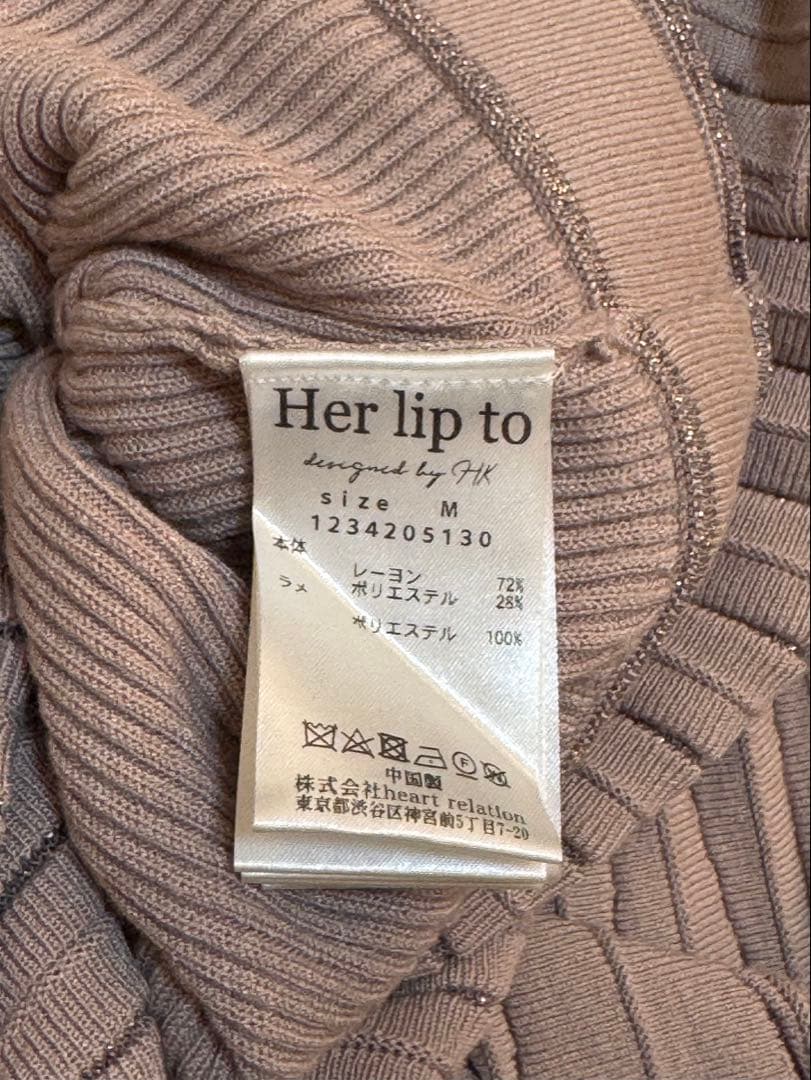 Her lip to
designed by HK
size M
1234205130
本体
レーヨン 72%
ポリエステル 28%
ラメ
ポリエステル 100%
F
中国製
株式会社heart relation
東京都渋谷区神宮前5丁目7-20